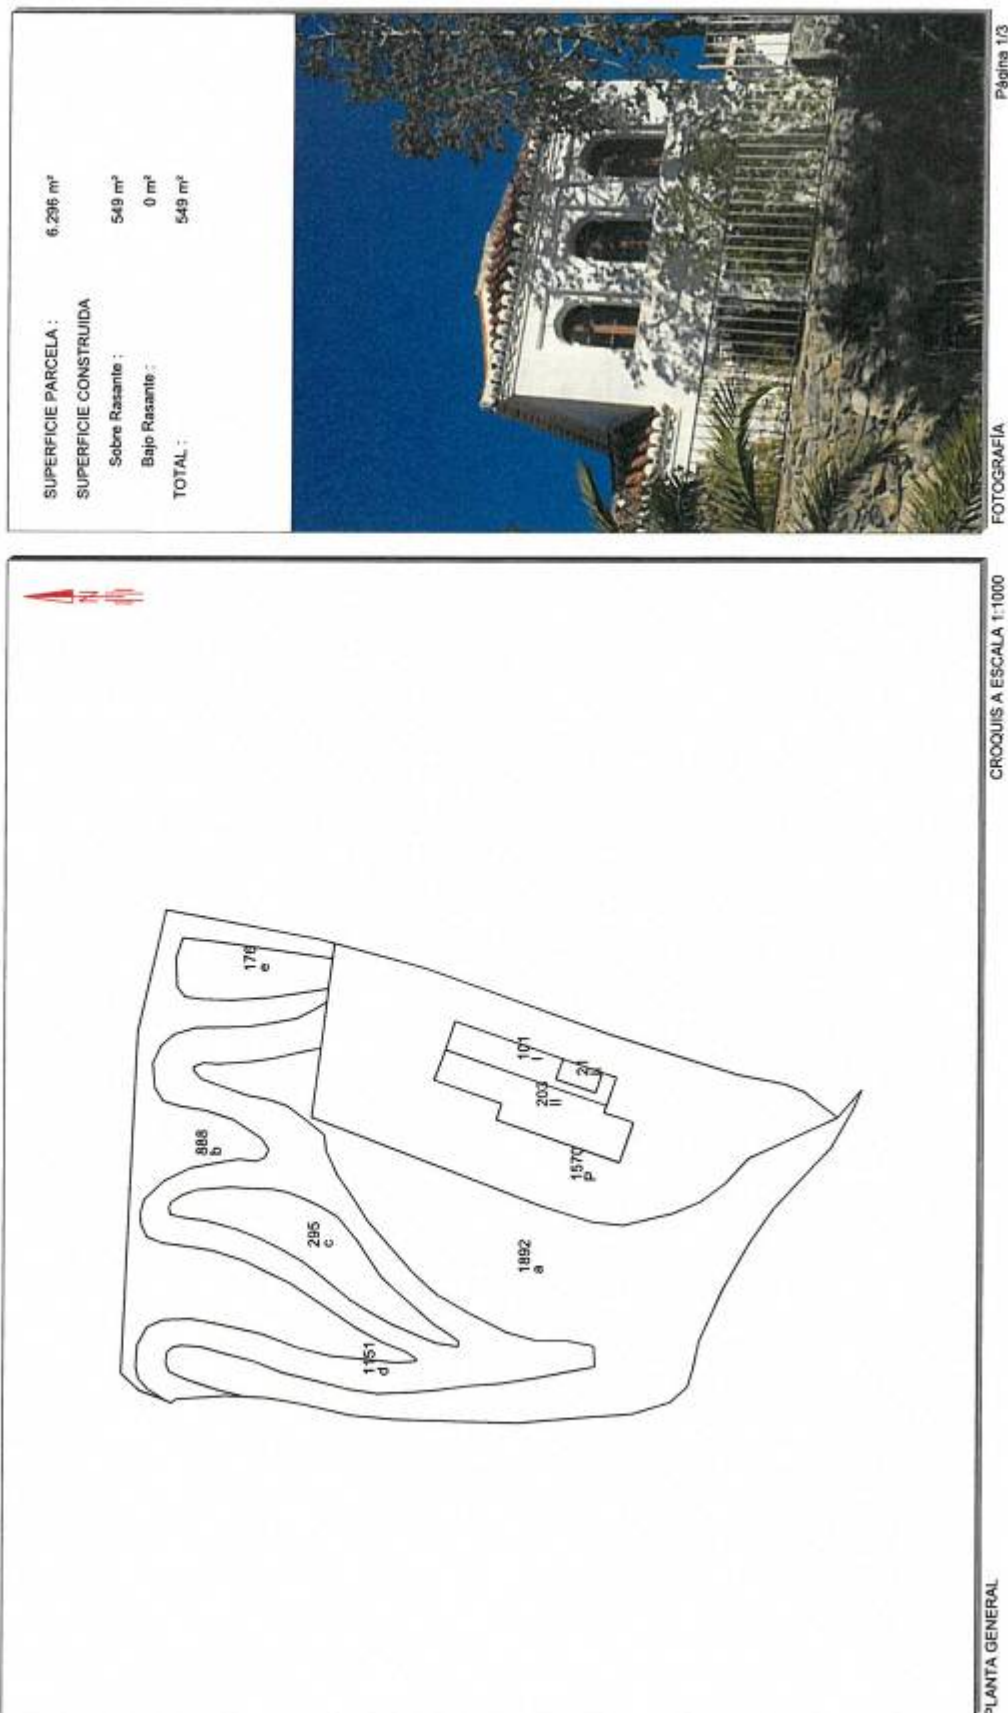 SUPERFICIE PARCELA : 6.296 m²
SUPERFICIE CONSTRUIDA
Sobre Rasante : 549 m²
Bajo Rasante : 0 m²
TOTAL : 549 m²
FOTOGRAFÍA
Página 1/3
N
176
e
888
b
295
c
1151
d
1892
a
101
I
21
203
II
1570
P
PLANTA GENERAL
CROQUIS A ESCALA 1:1000